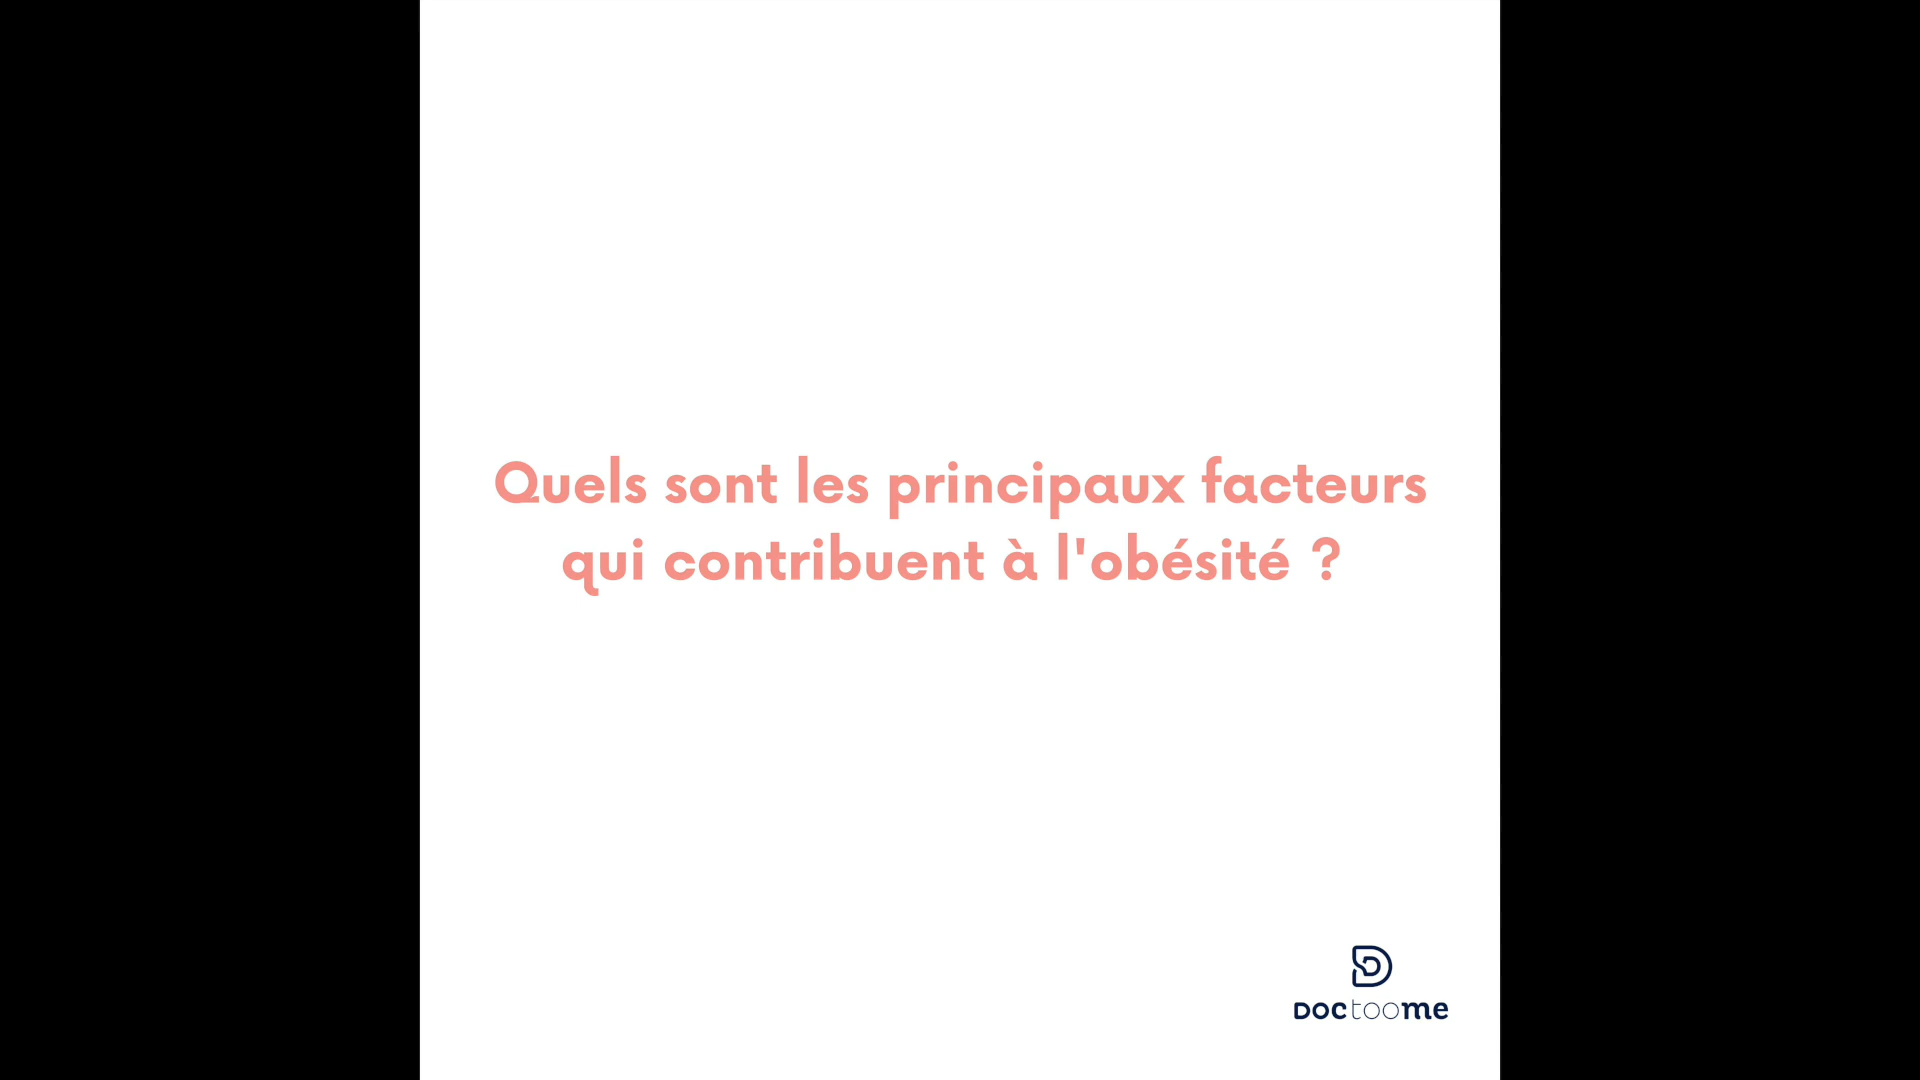 Quels sont les principaux facteurs
qui contribuent à l'obésité ?
DOCtoome